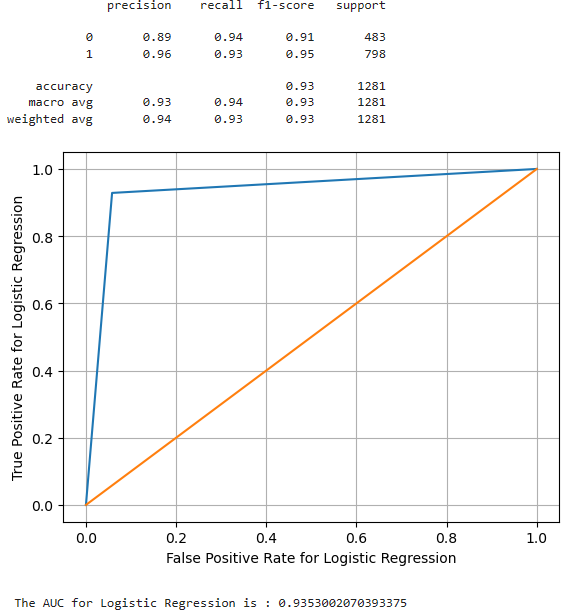 precision recall f1-score support
0 0.89 0.94 0.91 483
1 0.96 0.93 0.95 798
accuracy 0.93 1281
macro avg 0.93 0.94 0.93 1281
weighted avg 0.94 0.93 0.93 1281
True Positive Rate for Logistic Regression
1.0
0.8
0.6
0.4
0.2
0.0
0.0 0.2 0.4 0.6 0.8 1.0
False Positive Rate for Logistic Regression
The AUC for Logistic Regression is : 0.9353002070393375